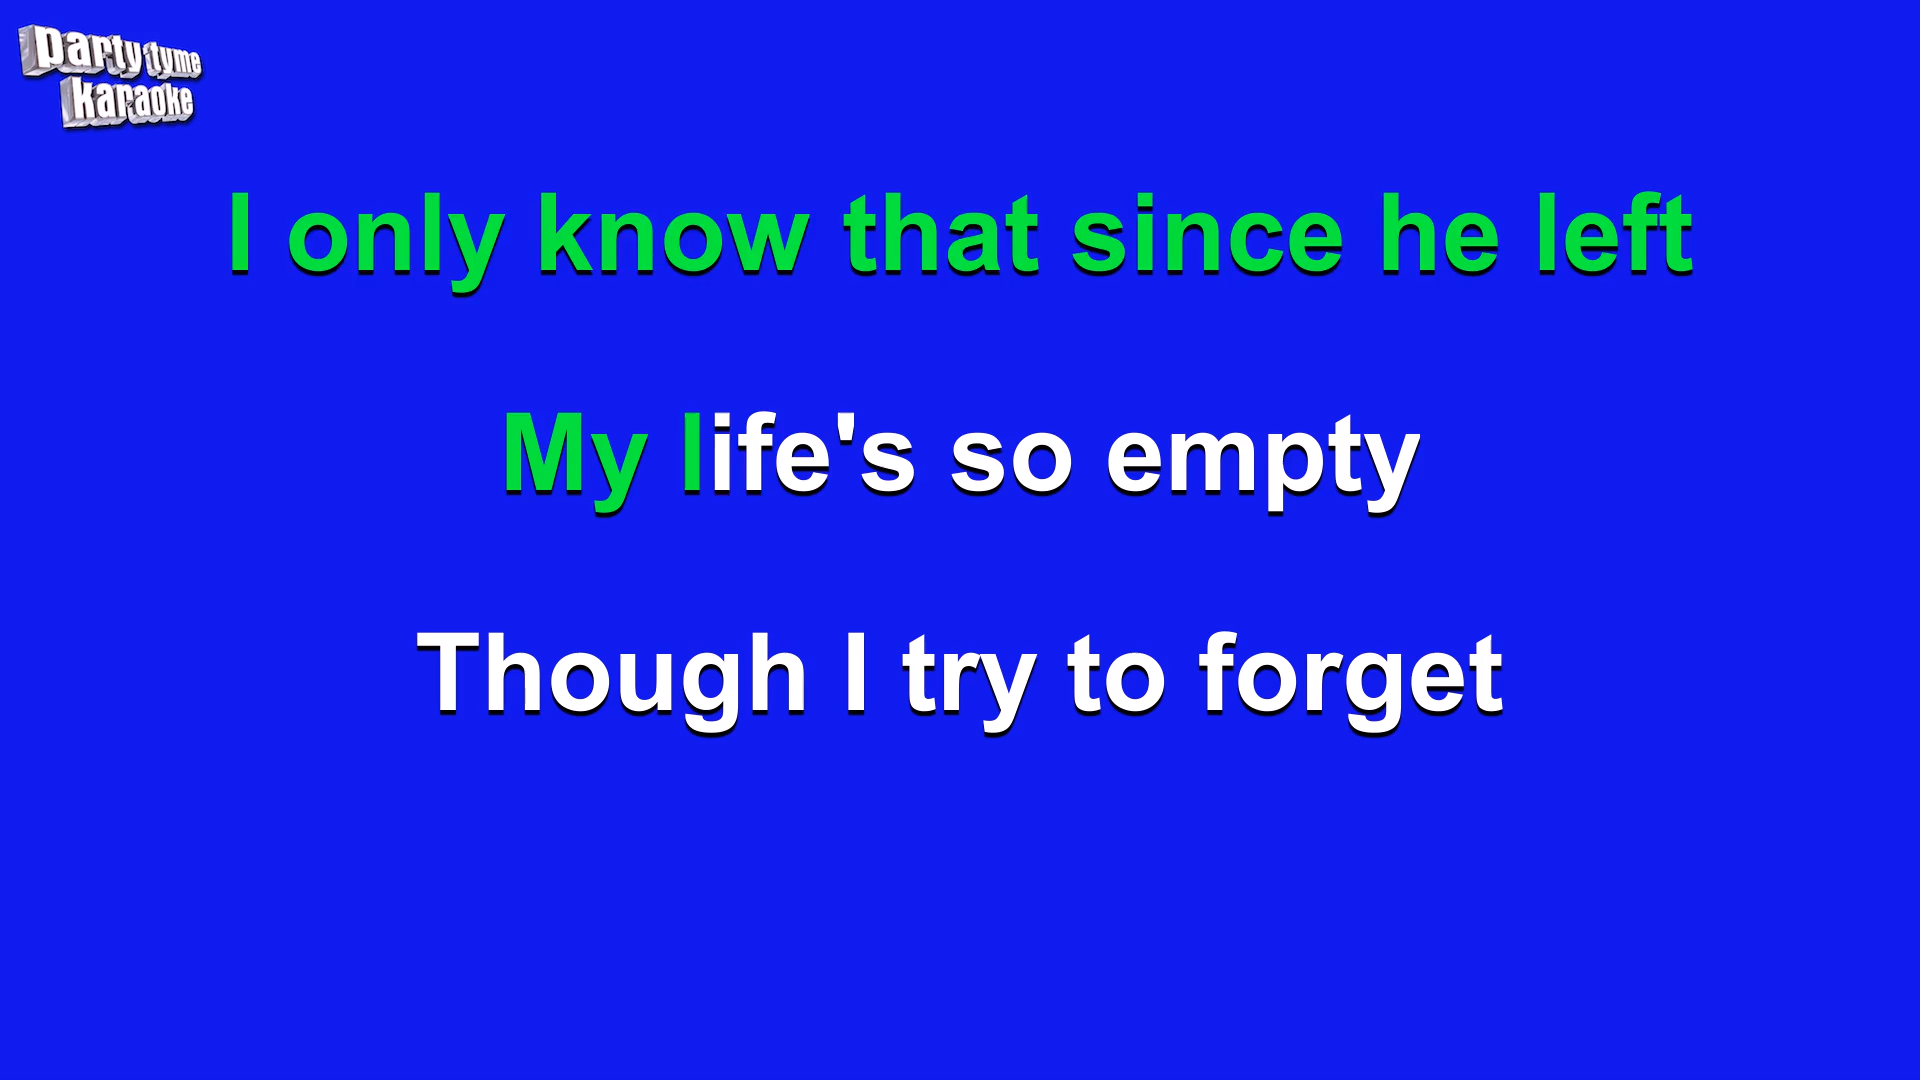 party tyme
karaoke
I only know that since he left
My life's so empty
Though I try to forget